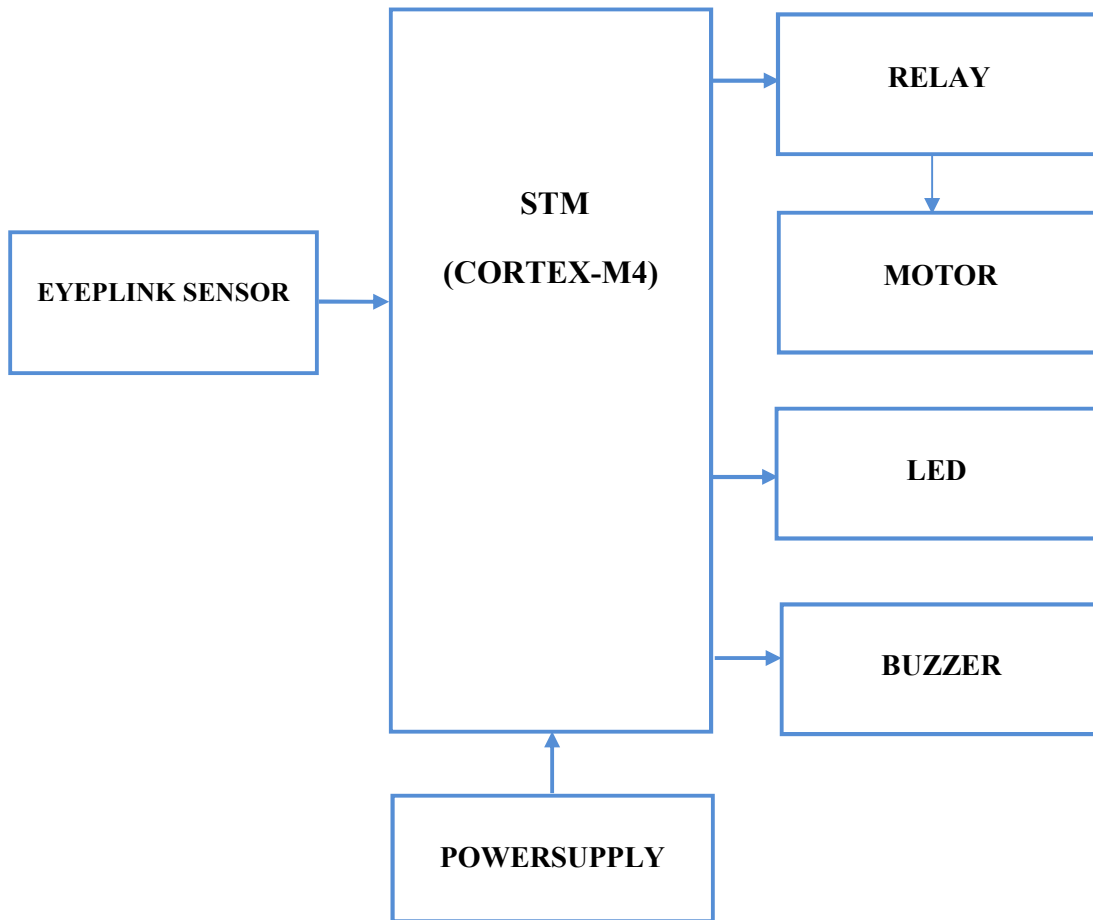 RELAY
STM
(CORTEX-M4)
EYEPLINK SENSOR
MOTOR
LED
BUZZER
POWERSUPPLY